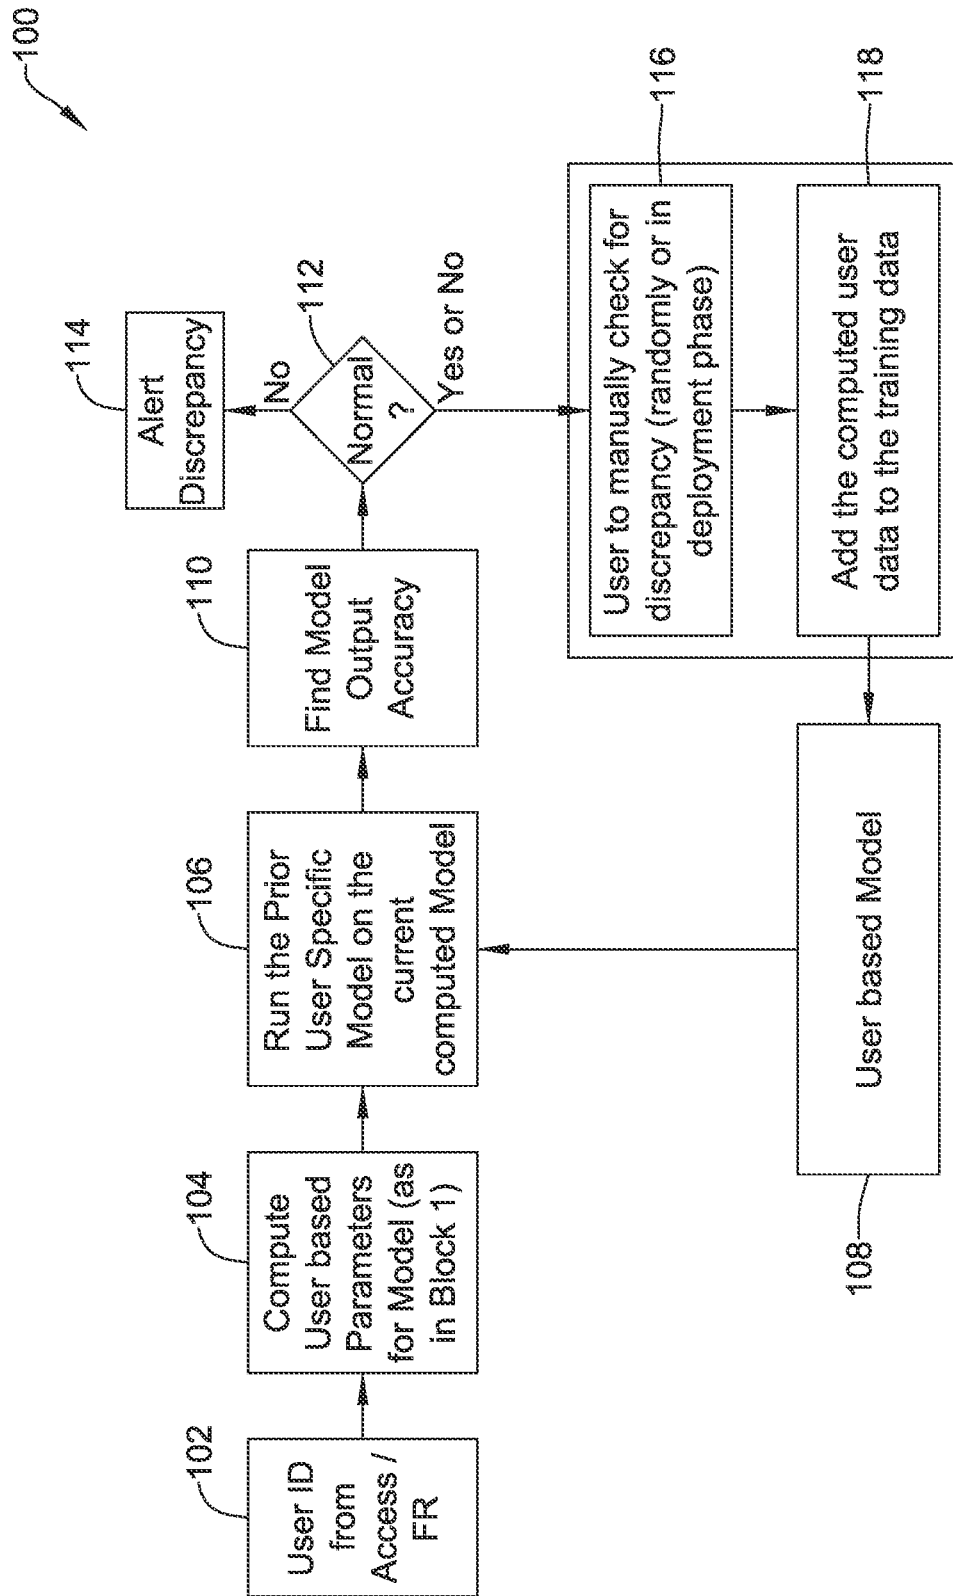 100
102
User ID
from
Access /
FR
104
Compute
User based
Parameters
for Model (as
in Block 1)
106
Run the Prior
User Specific
Model on the
current
computed Model
110
Find Model
Output
Accuracy
112
Normal
?
No
114
Alert
Discrepancy
Yes or No
116
User to manually check for
discrepancy (randomly or in
deployment phase)
118
Add the computed user
data to the training data
108
User based Model